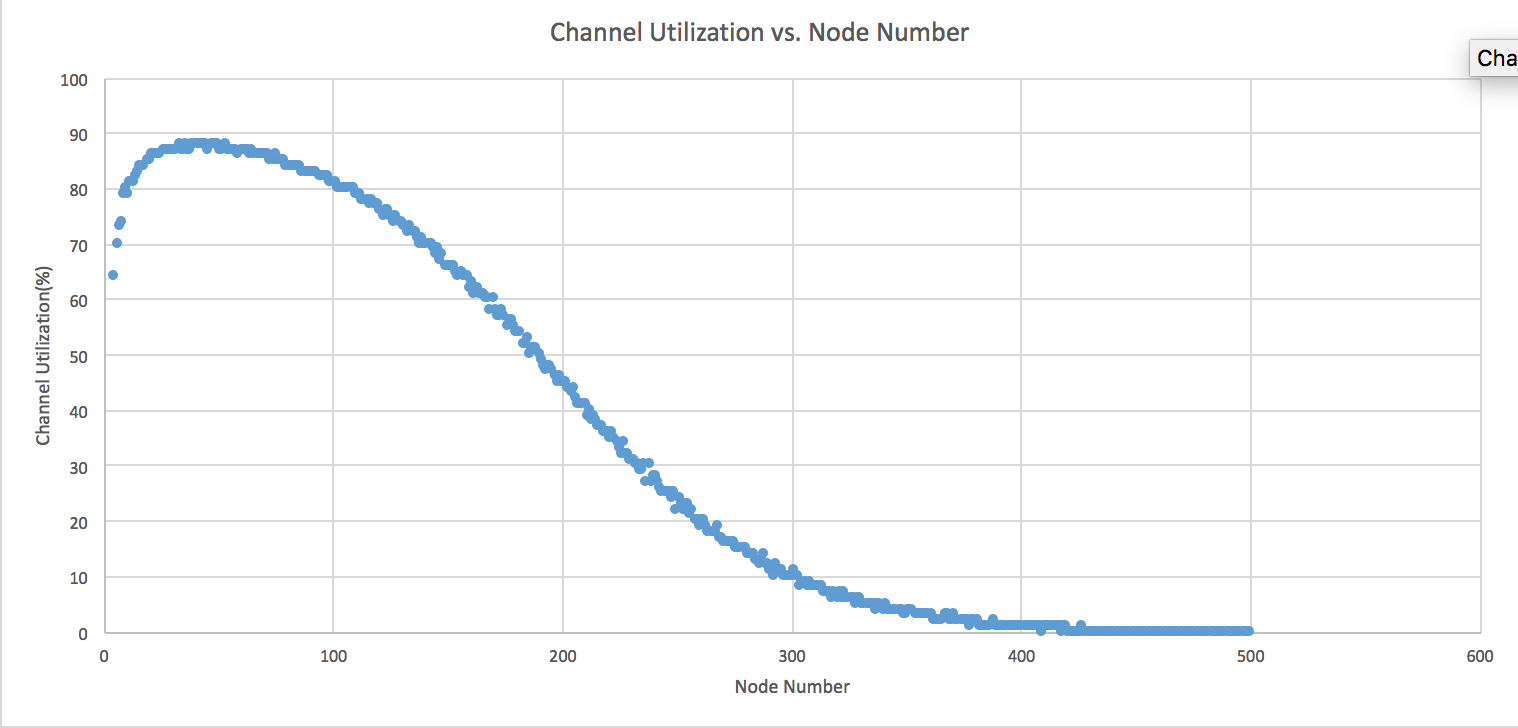 Channel Utilization vs. Node Number
Cha
100
90
80
70
60
50
40
30
20
10
0
Channel Utilization(%)
0 100 200 300 400 500 600
Node Number